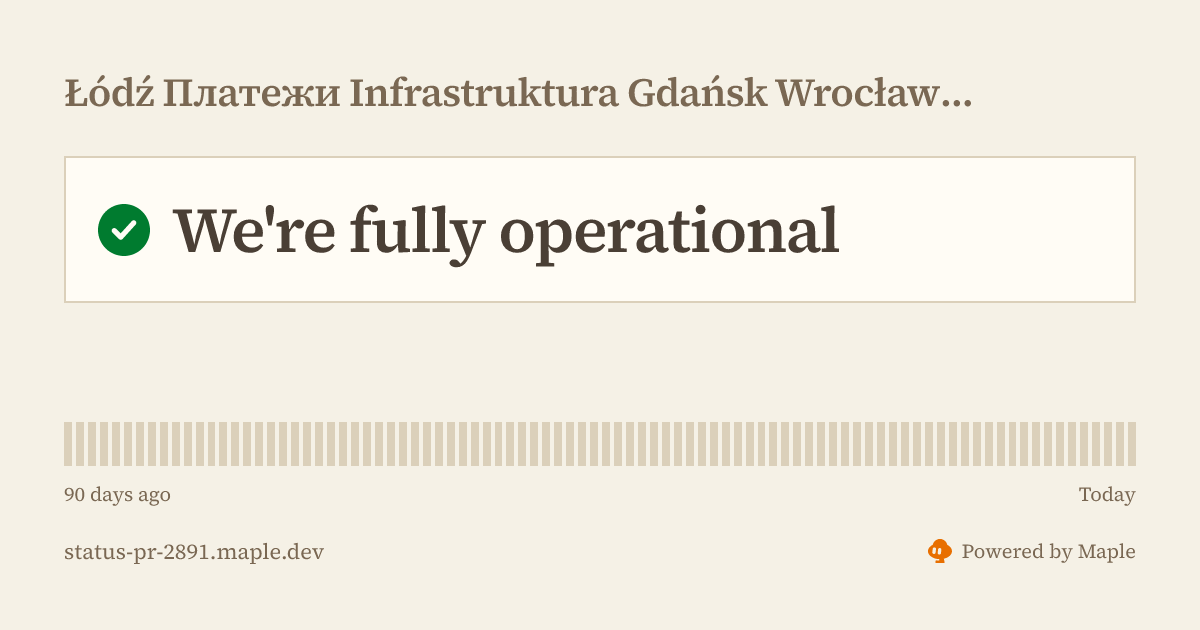 Łódź Платежи Infrastruktura Gdańsk Wrocław...
We're fully operational
90 days ago
Today
status-pr-2891.maple.dev
Powered by Maple